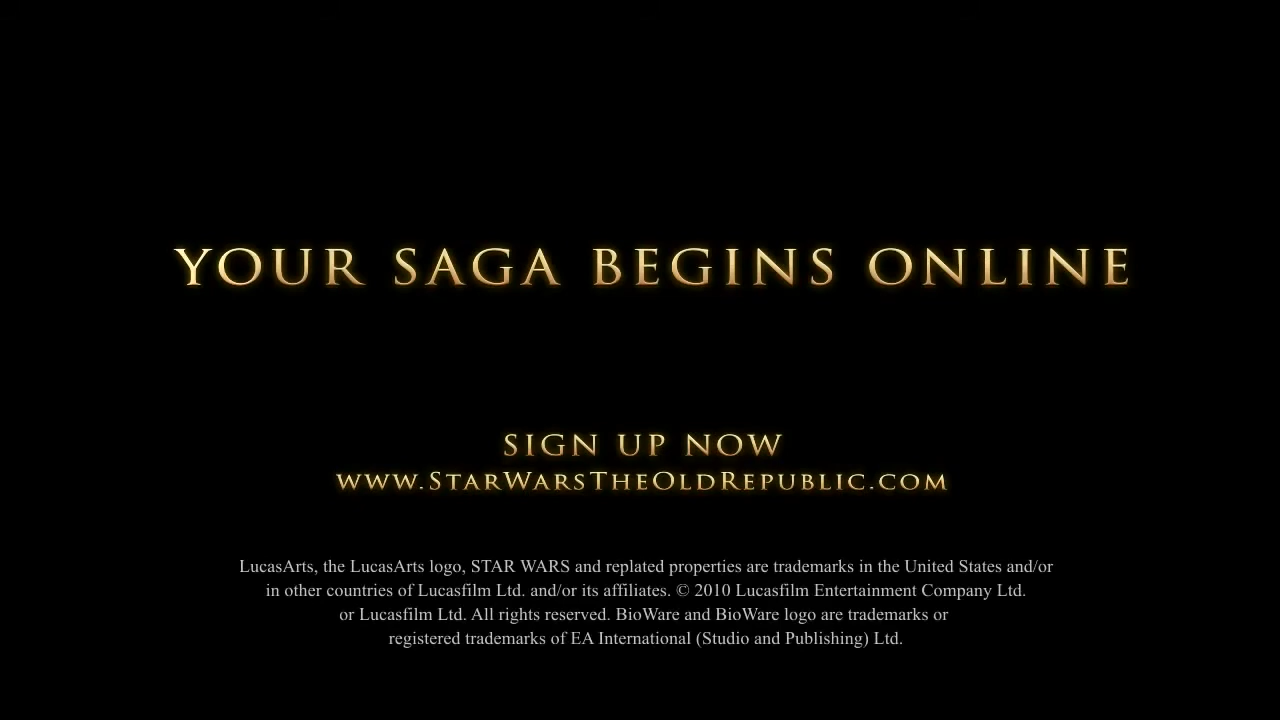 YOUR SAGA BEGINS ONLINE
SIGN UP NOW
www.StarWarsTheOldRepublic.com
LucasArts, the LucasArts logo, STAR WARS and replated properties are trademarks in the United States and/or
in other countries of Lucasfilm Ltd. and/or its affiliates. © 2010 Lucasfilm Entertainment Company Ltd.
or Lucasfilm Ltd. All rights reserved. BioWare and BioWare logo are trademarks or
registered trademarks of EA International (Studio and Publishing) Ltd.